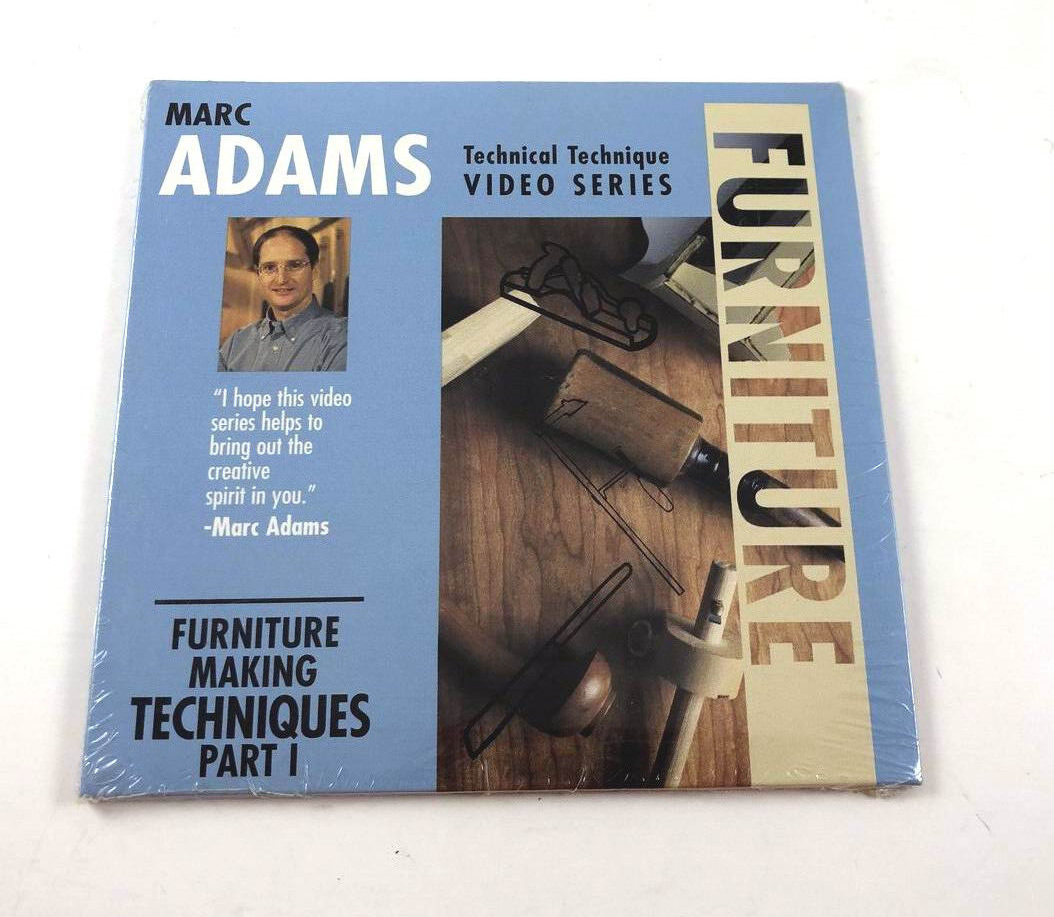 MARC
ADAMS
Technical Technique
VIDEO SERIES
FURNITURE
“I hope this video
series helps to
bring out the
creative
spirit in you.”
-Marc Adams
FURNITURE
MAKING
TECHNIQUES
PART I